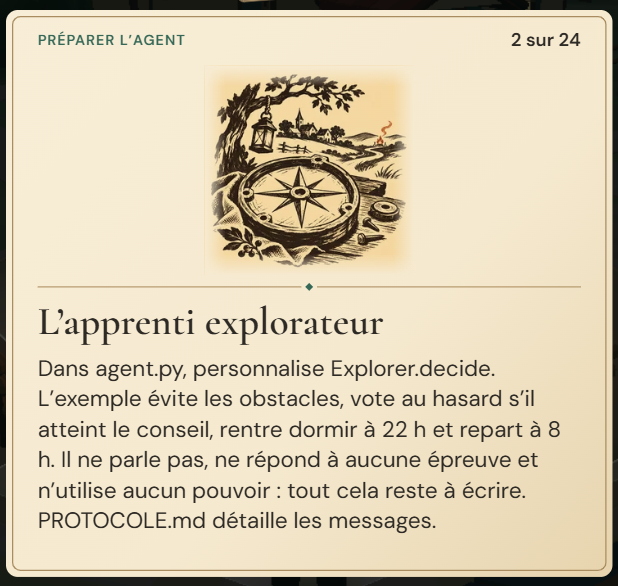 PRÉPARER L’AGENT
2 sur 24
L’apprenti explorateur
Dans agent.py, personnalise Explorer.decide.
L’exemple évite les obstacles, vote au hasard s’il
atteint le conseil, rentre dormir à 22 h et repart à 8
h. Il ne parle pas, ne répond à aucune épreuve et
n’utilise aucun pouvoir : tout cela reste à écrire.
PROTOCOLE.md détaille les messages.